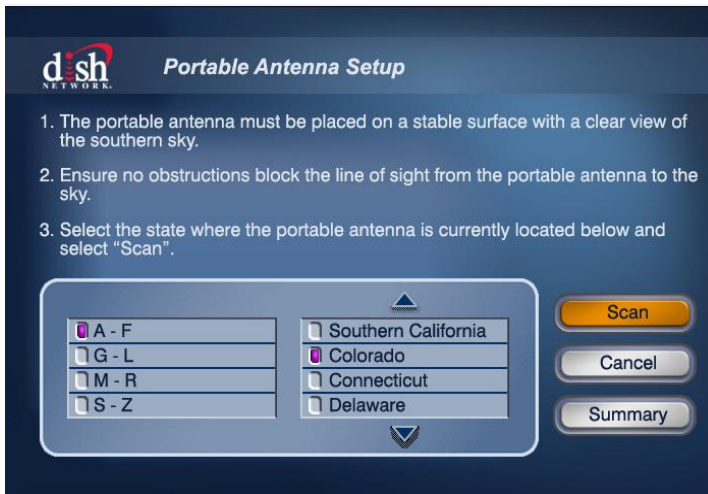 dish
NETWORK.
Portable Antenna Setup
1. The portable antenna must be placed on a stable surface with a clear view of
the southern sky.
2. Ensure no obstructions block the line of sight from the portable antenna to the
sky.
3. Select the state where the portable antenna is currently located below and
select “Scan”.
A - F
G - L
M - R
S - Z
Southern California
Colorado
Connecticut
Delaware
Scan
Cancel
Summary